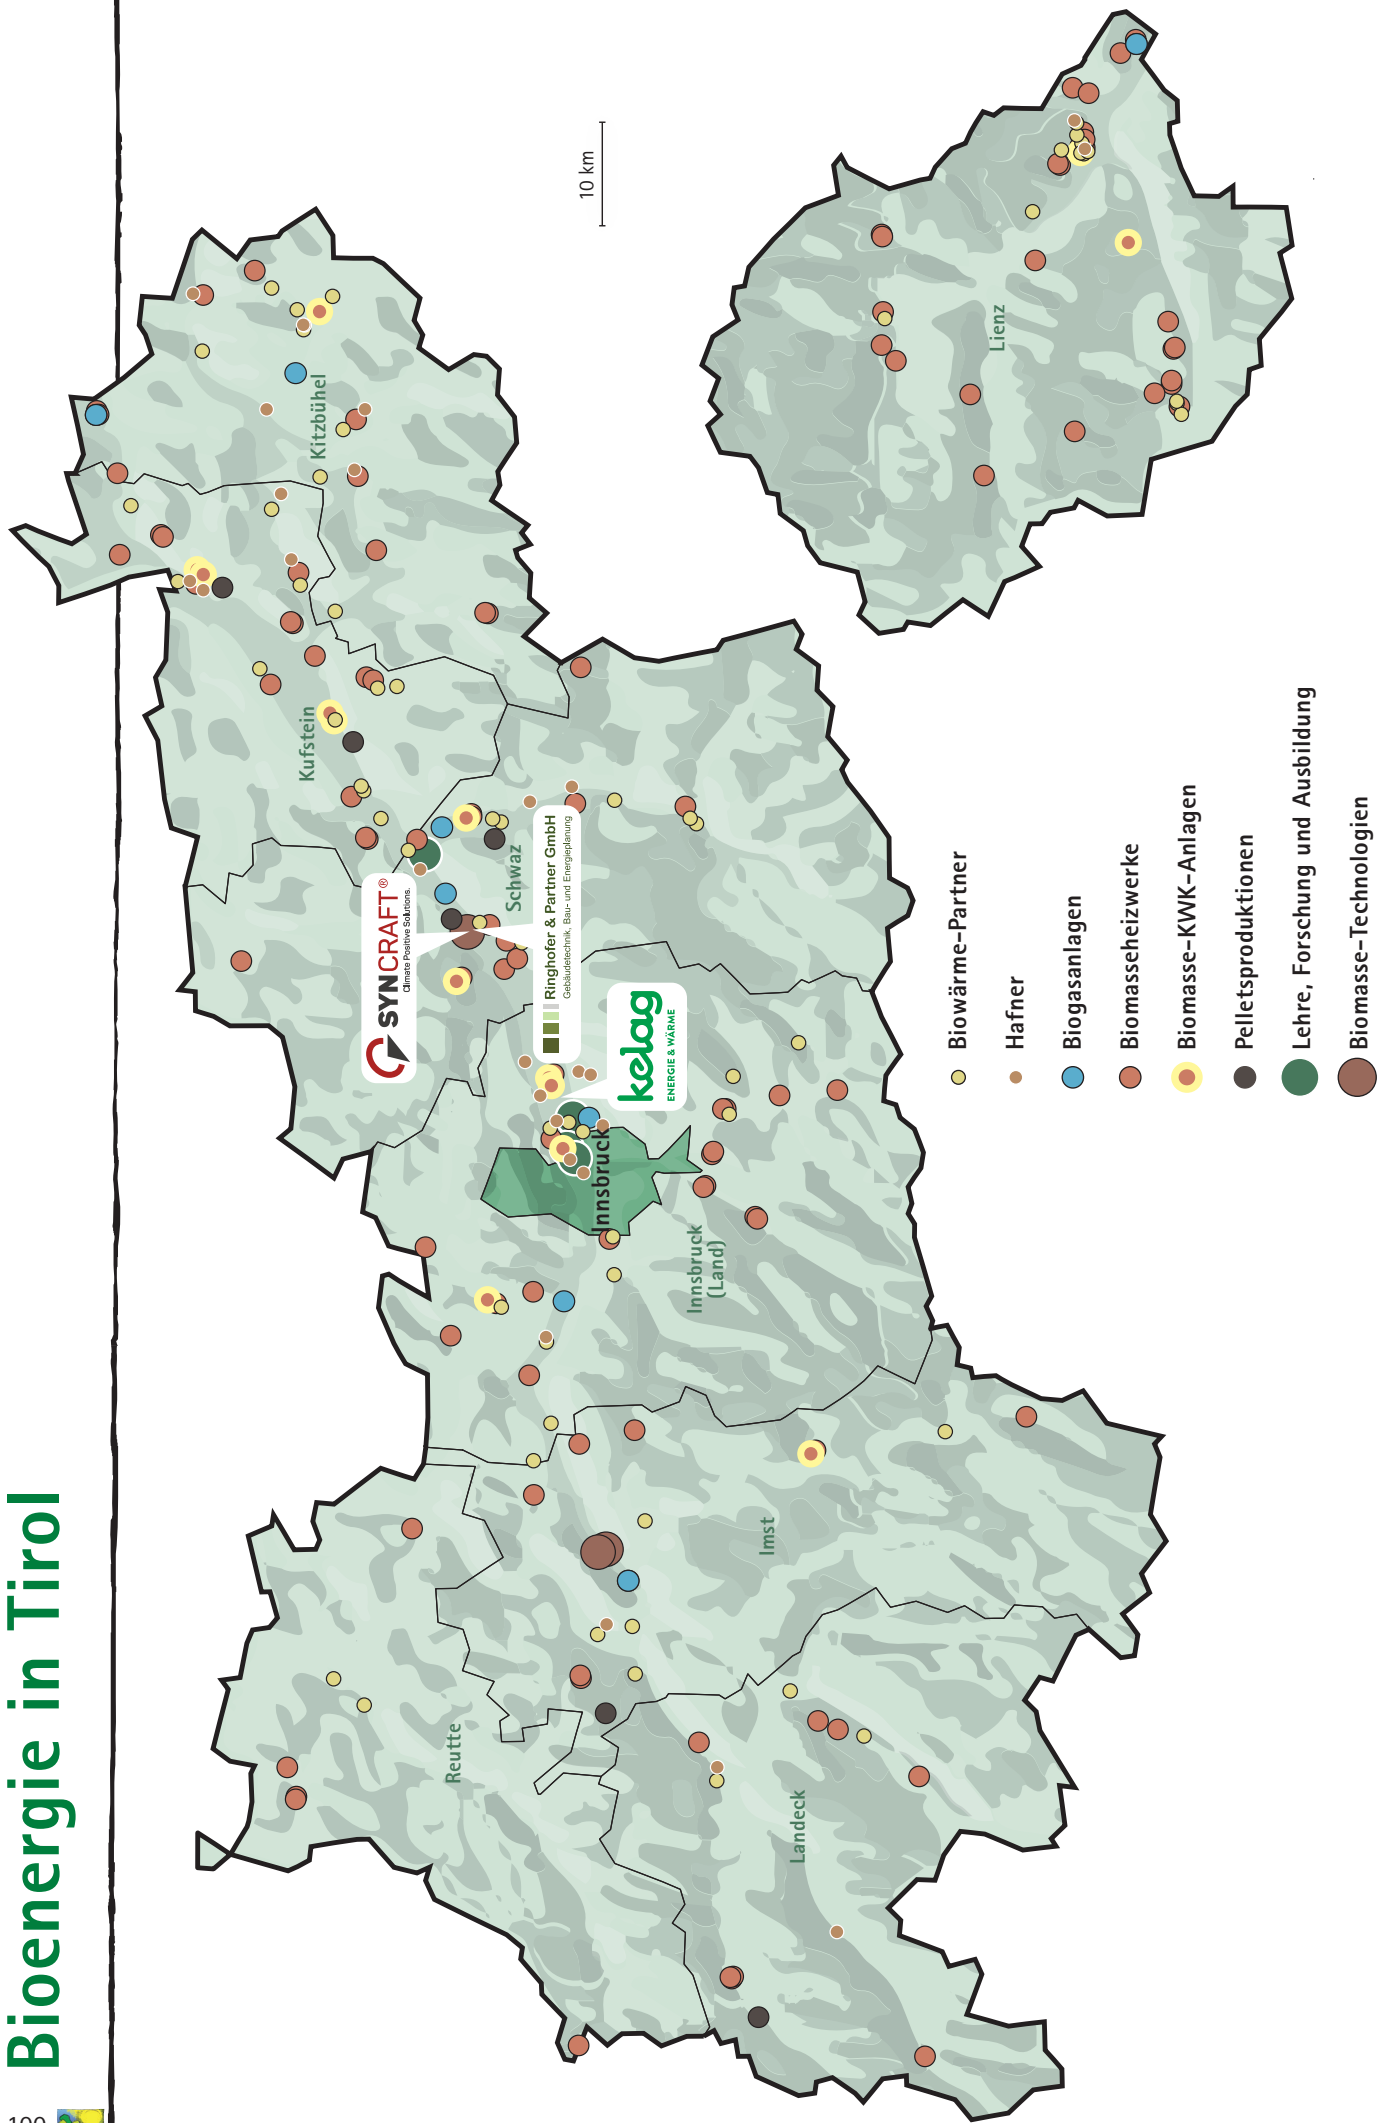 Bioenergie in Tirol
10 km
Kitzbühel
Kufstein
Lienz
Schwaz
SYNCRAFT®
Climate Positive Solutions.
Ringhofer & Partner GmbH
Gebäudetechnik, Bau- und Energieplanung
kelag
ENERGIE & WÄRME
Innsbruck
Innsbruck
(Land)
Imst
Reutte
Landeck
Biowärme-Partner
Hafner
Biogasanlagen
Biomasseheizwerke
Biomasse-KWK-Anlagen
Pelletsproduktionen
Lehre, Forschung und Ausbildung
Biomasse-Technologien